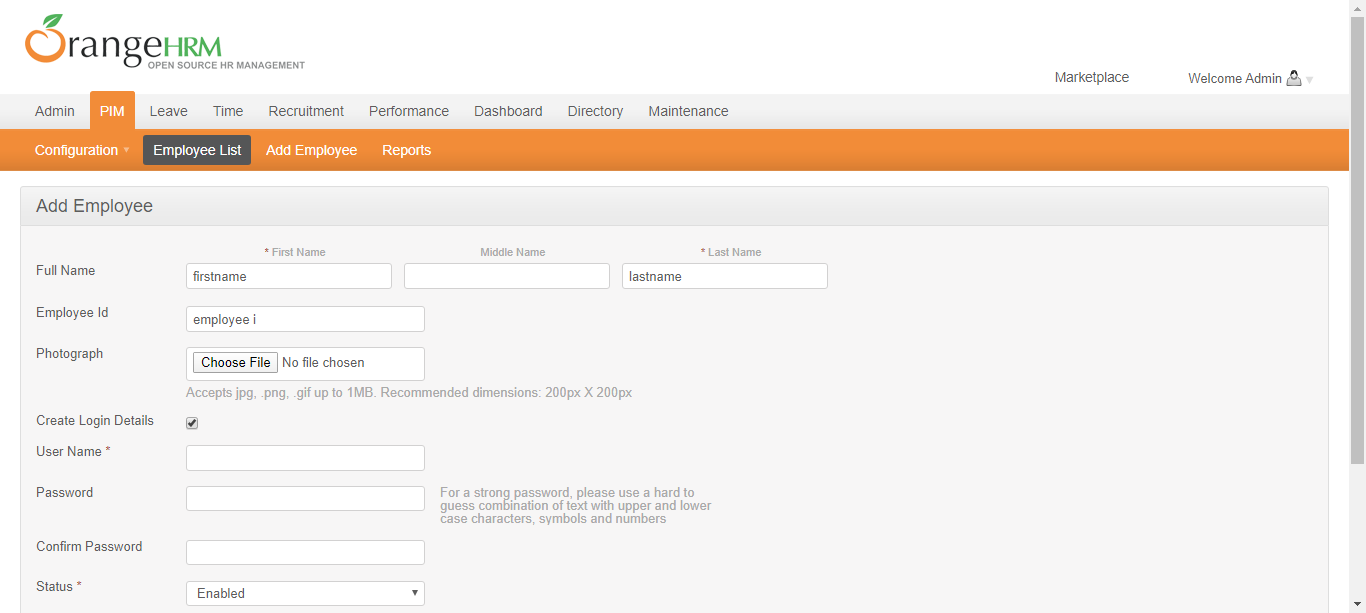 OrangeHRM
OPEN SOURCE HR MANAGEMENT
Marketplace
Welcome Admin
Admin PIM Leave Time Recruitment Performance Dashboard Directory Maintenance
Configuration Employee List Add Employee Reports
Add Employee
* First Name Middle Name * Last Name
Full Name firstname lastname
Employee Id employee i
Photograph Choose File No file chosen
Accepts jpg, .png, .gif up to 1MB. Recommended dimensions: 200px X 200px
Create Login Details
User Name *
Password
For a strong password, please use a hard to
guess combination of text with upper and lower
case characters, symbols and numbers
Confirm Password
Status * Enabled